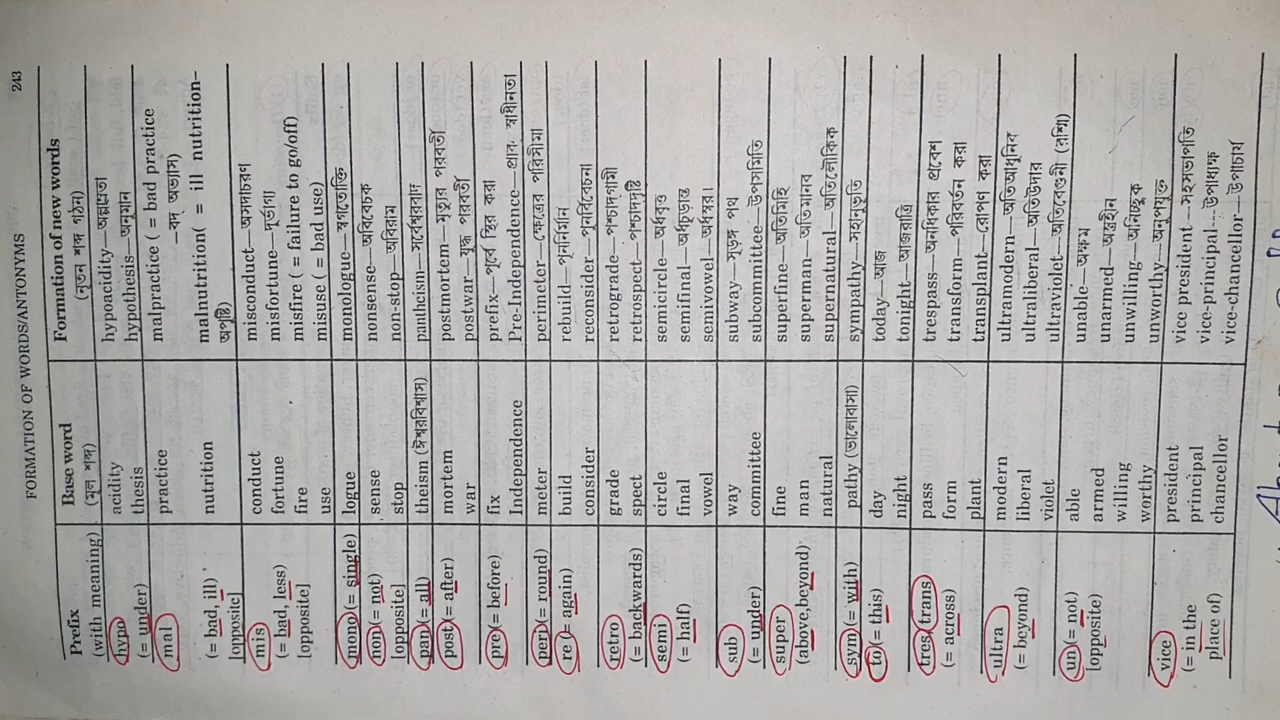 FORMATION OF WORDS/ANTONYMS 243
Prefix Base word Formation of new words
(with meaning) (মূল শব্দ) (নূতন শব্দ গঠন)
hypo acidity hypoacidity—অম্লাল্পতা
(= under) thesis hypothesis—অনুমান
mal practice malpractice ( = bad practice
—বদ্ অভ্যাস)
nutrition malnutrition( = ill nutrition–
(= bad, ill) অপুষ্টি)
[opposite]
mis conduct misconduct—অসদাচরণ
(= bad, less) fortune misfortune—দুর্ভাগ্য
[opposite] fire misfire ( = failure to go/off)
use misuse ( = bad use)
mono (= single) logue monologue—স্বগতোক্তি
non (= not) sense nonsense—অবিবেচক
[opposite] stop non-stop—অবিরাম
pan (= all) theism (ঈশ্বরবিশ্বাস) pantheism—সর্বেশ্বরবাদ
post (= after) mortem postmortem—মৃত্যুর পরবর্তী
war postwar—যুদ্ধ পরবর্তী
pre (= before) fix prefix—পূর্বে স্থির করা
Independence Pre-Independence—প্রাক্ স্বাধীনতা
peri (= round) meter perimeter—ক্ষেত্রের পরিসীমা
re (= again) build rebuild—পুনর্নির্মান
consider reconsider—পুনর্বিবেচনা
retro grade retrograde—পশ্চাদ্গামী
(= backwards) spect retrospect—পশ্চাদ্দৃষ্টি
semi circle semicircle—অর্ধবৃত্ত
(= half) final semifinal—অর্ধচূড়ান্ত
vowel semivowel—অর্ধস্বর।
sub way subway—সুড়ঙ্গ পথ
(= under) committee subcommittee—উপসমিতি
super fine superfine—অতিমিহি
(above,beyond) man superman—অতিমানব
natural supernatural—অতিলৌকিক
sym (= with) pathy (ভালোবাসা) sympathy—সহানুভূতি
to (= this) day today—আজ
night tonight—আজরাত্রি
tres trans pass trespass—অনধিকার প্রবেশ
(= across) form transform—পরিবর্তন করা
plant transplant—রোপন করা
ultra modern ultramodern—অতিআধুনিক
(= beyond) liberal ultraliberal—অতিউদার
violet ultraviolet—অতিবেগুনী (রশ্মি)
un (= not) able unable—অক্ষম
[opposite) armed unarmed—অস্ত্রহীন
willing unwilling—অনিচ্ছুক
worthy unworthy—অনুপযুক্ত
vice president vice president—সহসভাপতি
(= in the principal vice-principal—উপাধ্যক্ষ
place of) chancellor vice-chancellor—উপাচার্য